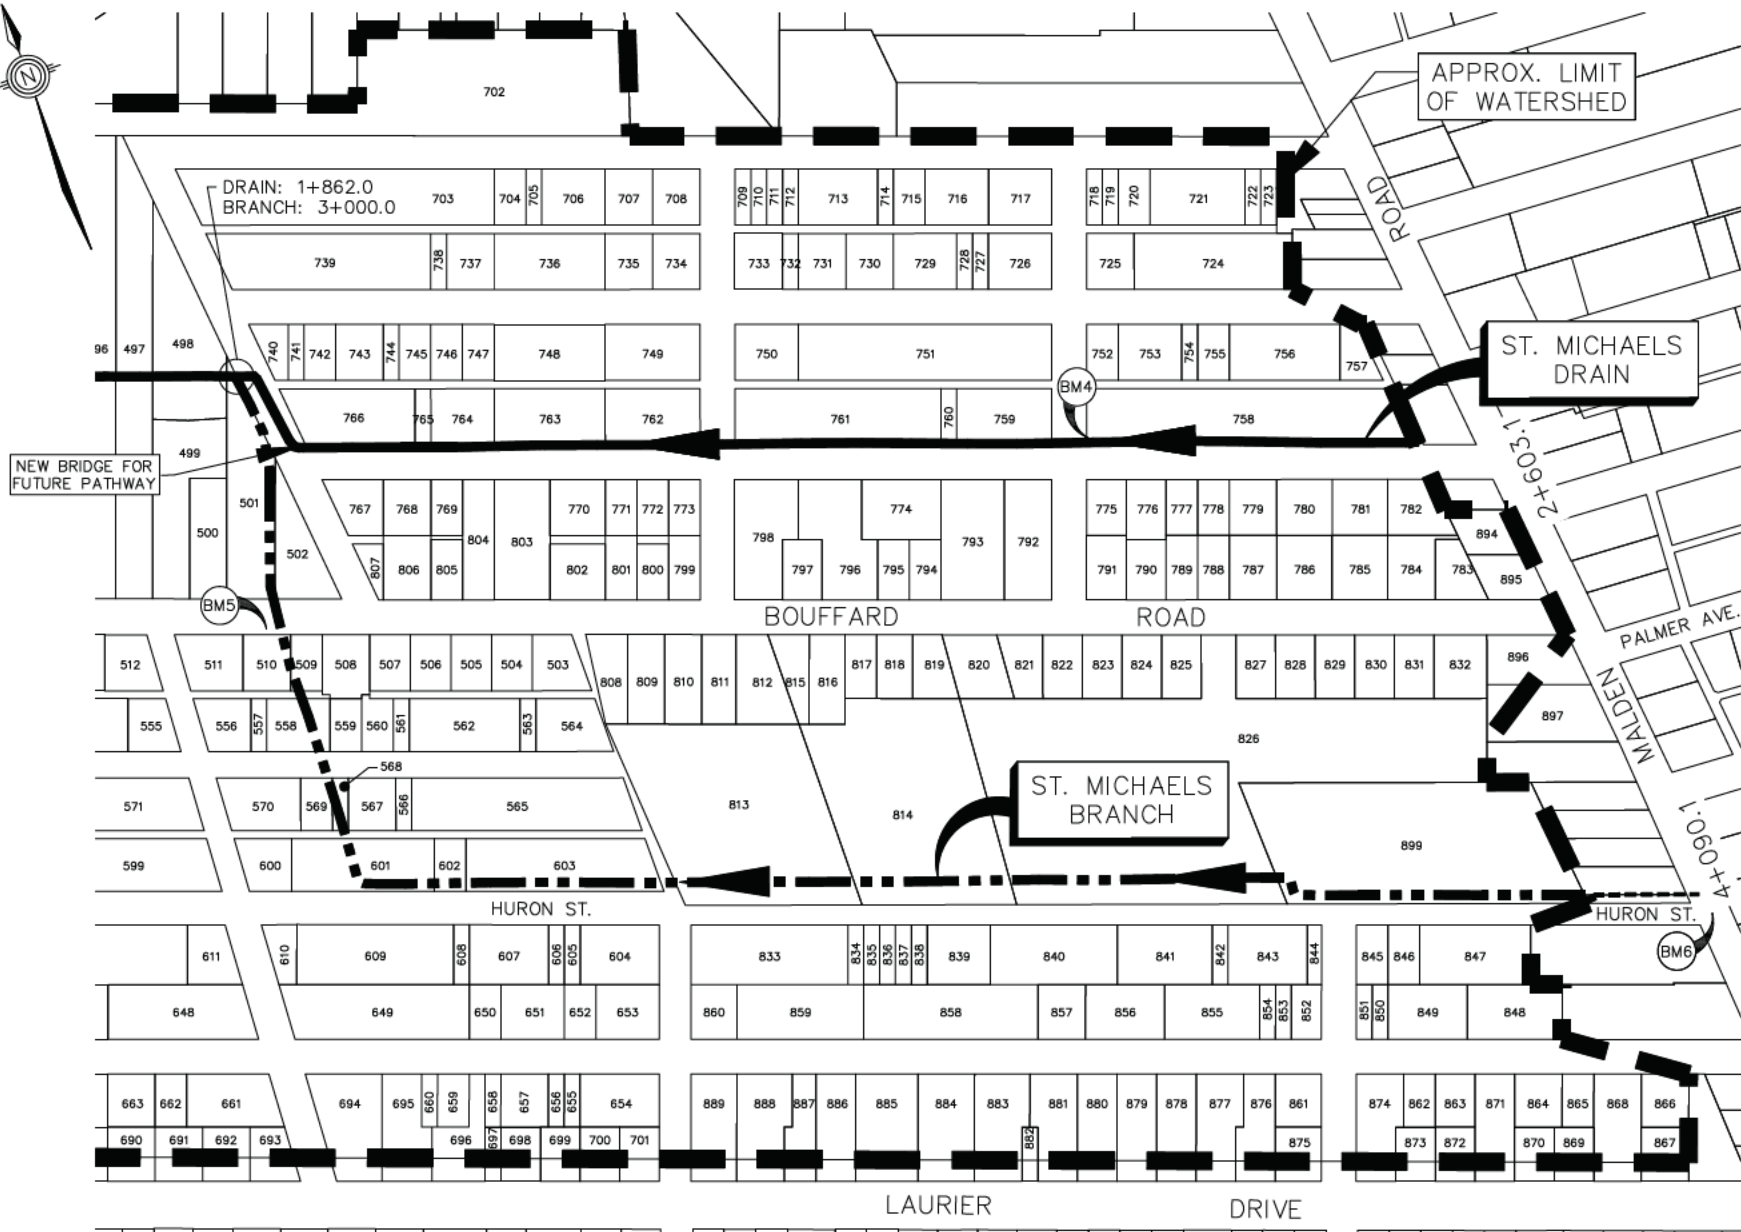 N
APPROX. LIMIT
OF WATERSHED
702
DRAIN: 1+862.0
BRANCH: 3+000.0
703 704 705 706 707 708 709 710 711 712 713 714 715 716 717 718 719 720 721 722 723
ROAD
739 738 737 736 735 734 733 732 731 730 729 728 727 726 725 724
96 497 498 740 741 742 743 744 745 746 747 748 749 750 751 752 753 754 755 756 757
ST. MICHAELS
DRAIN
BM4
766 765 764 763 762 761 760 759 758
499
NEW BRIDGE FOR
FUTURE PATHWAY
2+603.1
501 500 502
767 768 769 770 771 772 773 774 775 776 777 778 779 780 781 782
804 803 798 793 792 894
807 806 805 802 801 800 799 797 796 795 794 791 790 789 788 787 786 785 784 783 895
BM5
BOUFFARD ROAD
PALMER AVE.
512 511 510 509 508 507 506 505 504 503 808 809 810 811 812 815 816 817 818 819 820 821 822 823 824 825 827 828 829 830 831 832 896
MALDEN
555 556 557 558 559 560 561 562 563 564 897
826
568
ST. MICHAELS
BRANCH
571 570 569 567 566 565 813 814
4+090.1
599 600 601 602 603 899
HURON ST.
HURON ST.
BM6
611 610 609 608 607 606 605 604 833 834 835 836 837 838 839 840 841 842 843 844 845 846 847
648 649 650 651 652 653 860 859 858 857 856 855 854 853 852 851 850 849 848
663 662 661 694 695 660 659 658 657 656 655 654 889 888 887 886 885 884 883 881 880 879 878 877 876 861 874 862 863 871 864 865 868 866
690 691 692 693 696 697 698 699 700 701 882 875 873 872 870 869 867
LAURIER DRIVE